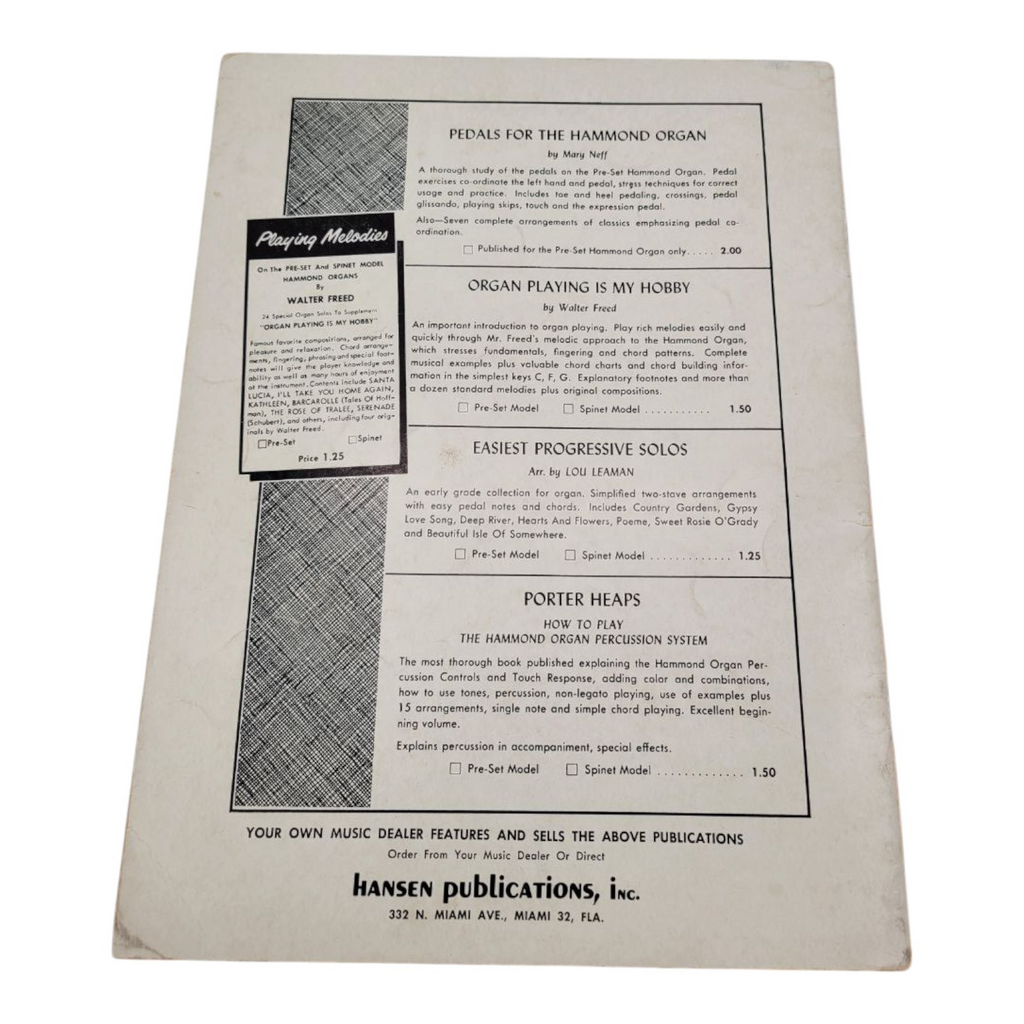 PEDALS FOR THE HAMMOND ORGAN
by Mary Neff
A thorough study of the pedals on the Pre-Set Hammond Organ. Pedal
exercises co-ordinate the left hand and pedal, stress techniques for correct
usage and practice. Includes toe and heel pedaling, crossings, pedal
glissando, playing skips, touch and the expression pedal.
Also—Seven complete arrangements of classics emphasizing pedal co-
ordination.
Published for the Pre-Set Hammond Organ only..... 2.00
Playing Melodies
On The PRE-SET And SPINET MODEL
HAMMOND ORGANS
By
WALTER FREED
24 Special Organ Solos To Supplement
"ORGAN PLAYING IS MY HOBBY"
Famous favorite compositions, arranged for
pleasure and relaxation. Chord arrange-
ments, fingering, phrasing and special foot-
notes will give the player knowledge and
ability as well as many hours of enjoyment
at the instrument. Contents include SANTA
LUCIA, I'LL TAKE YOU HOME AGAIN,
KATHLEEN, BARCAROLLE (Tales Of Hoff-
man), THE ROSE OF TRALEE, SERENADE
(Schubert), and others, including four orig-
inals by Walter Freed.
Pre-Set Spinet
Price 1.25
ORGAN PLAYING IS MY HOBBY
by Walter Freed
An important introduction to organ playing. Play rich melodies easily and
quickly through Mr. Freed's melodic approach to the Hammond Organ,
which stresses fundamentals, fingering and chord patterns. Complete
musical examples plus valuable chord charts and chord building infor-
mation in the simplest keys C, F, G. Explanatory footnotes and more than
a dozen standard melodies plus original compositions.
Pre-Set Model Spinet Model ........... 1.50
EASIEST PROGRESSIVE SOLOS
Arr. by LOU LEAMAN
An early grade collection for organ. Simplified two-stave arrangements
with easy pedal notes and chords. Includes Country Gardens, Gypsy
Love Song, Deep River, Hearts And Flowers, Poeme, Sweet Rosie O'Grady
and Beautiful Isle Of Somewhere.
Pre-Set Model Spinet Model ............. 1.25
PORTER HEAPS
HOW TO PLAY
THE HAMMOND ORGAN PERCUSSION SYSTEM
The most thorough book published explaining the Hammond Organ Per-
cussion Controls and Touch Response, adding color and combinations,
how to use tones, percussion, non-legato playing, use of examples plus
15 arrangements, single note and simple chord playing. Excellent begin-
ning volume.
Explains percussion in accompaniment, special effects.
Pre-Set Model Spinet Model ............. 1.50
YOUR OWN MUSIC DEALER FEATURES AND SELLS THE ABOVE PUBLICATIONS
Order From Your Music Dealer Or Direct
HANSEN PUBLICATIONS, INC.
332 N. MIAMI AVE., MIAMI 32, FLA.